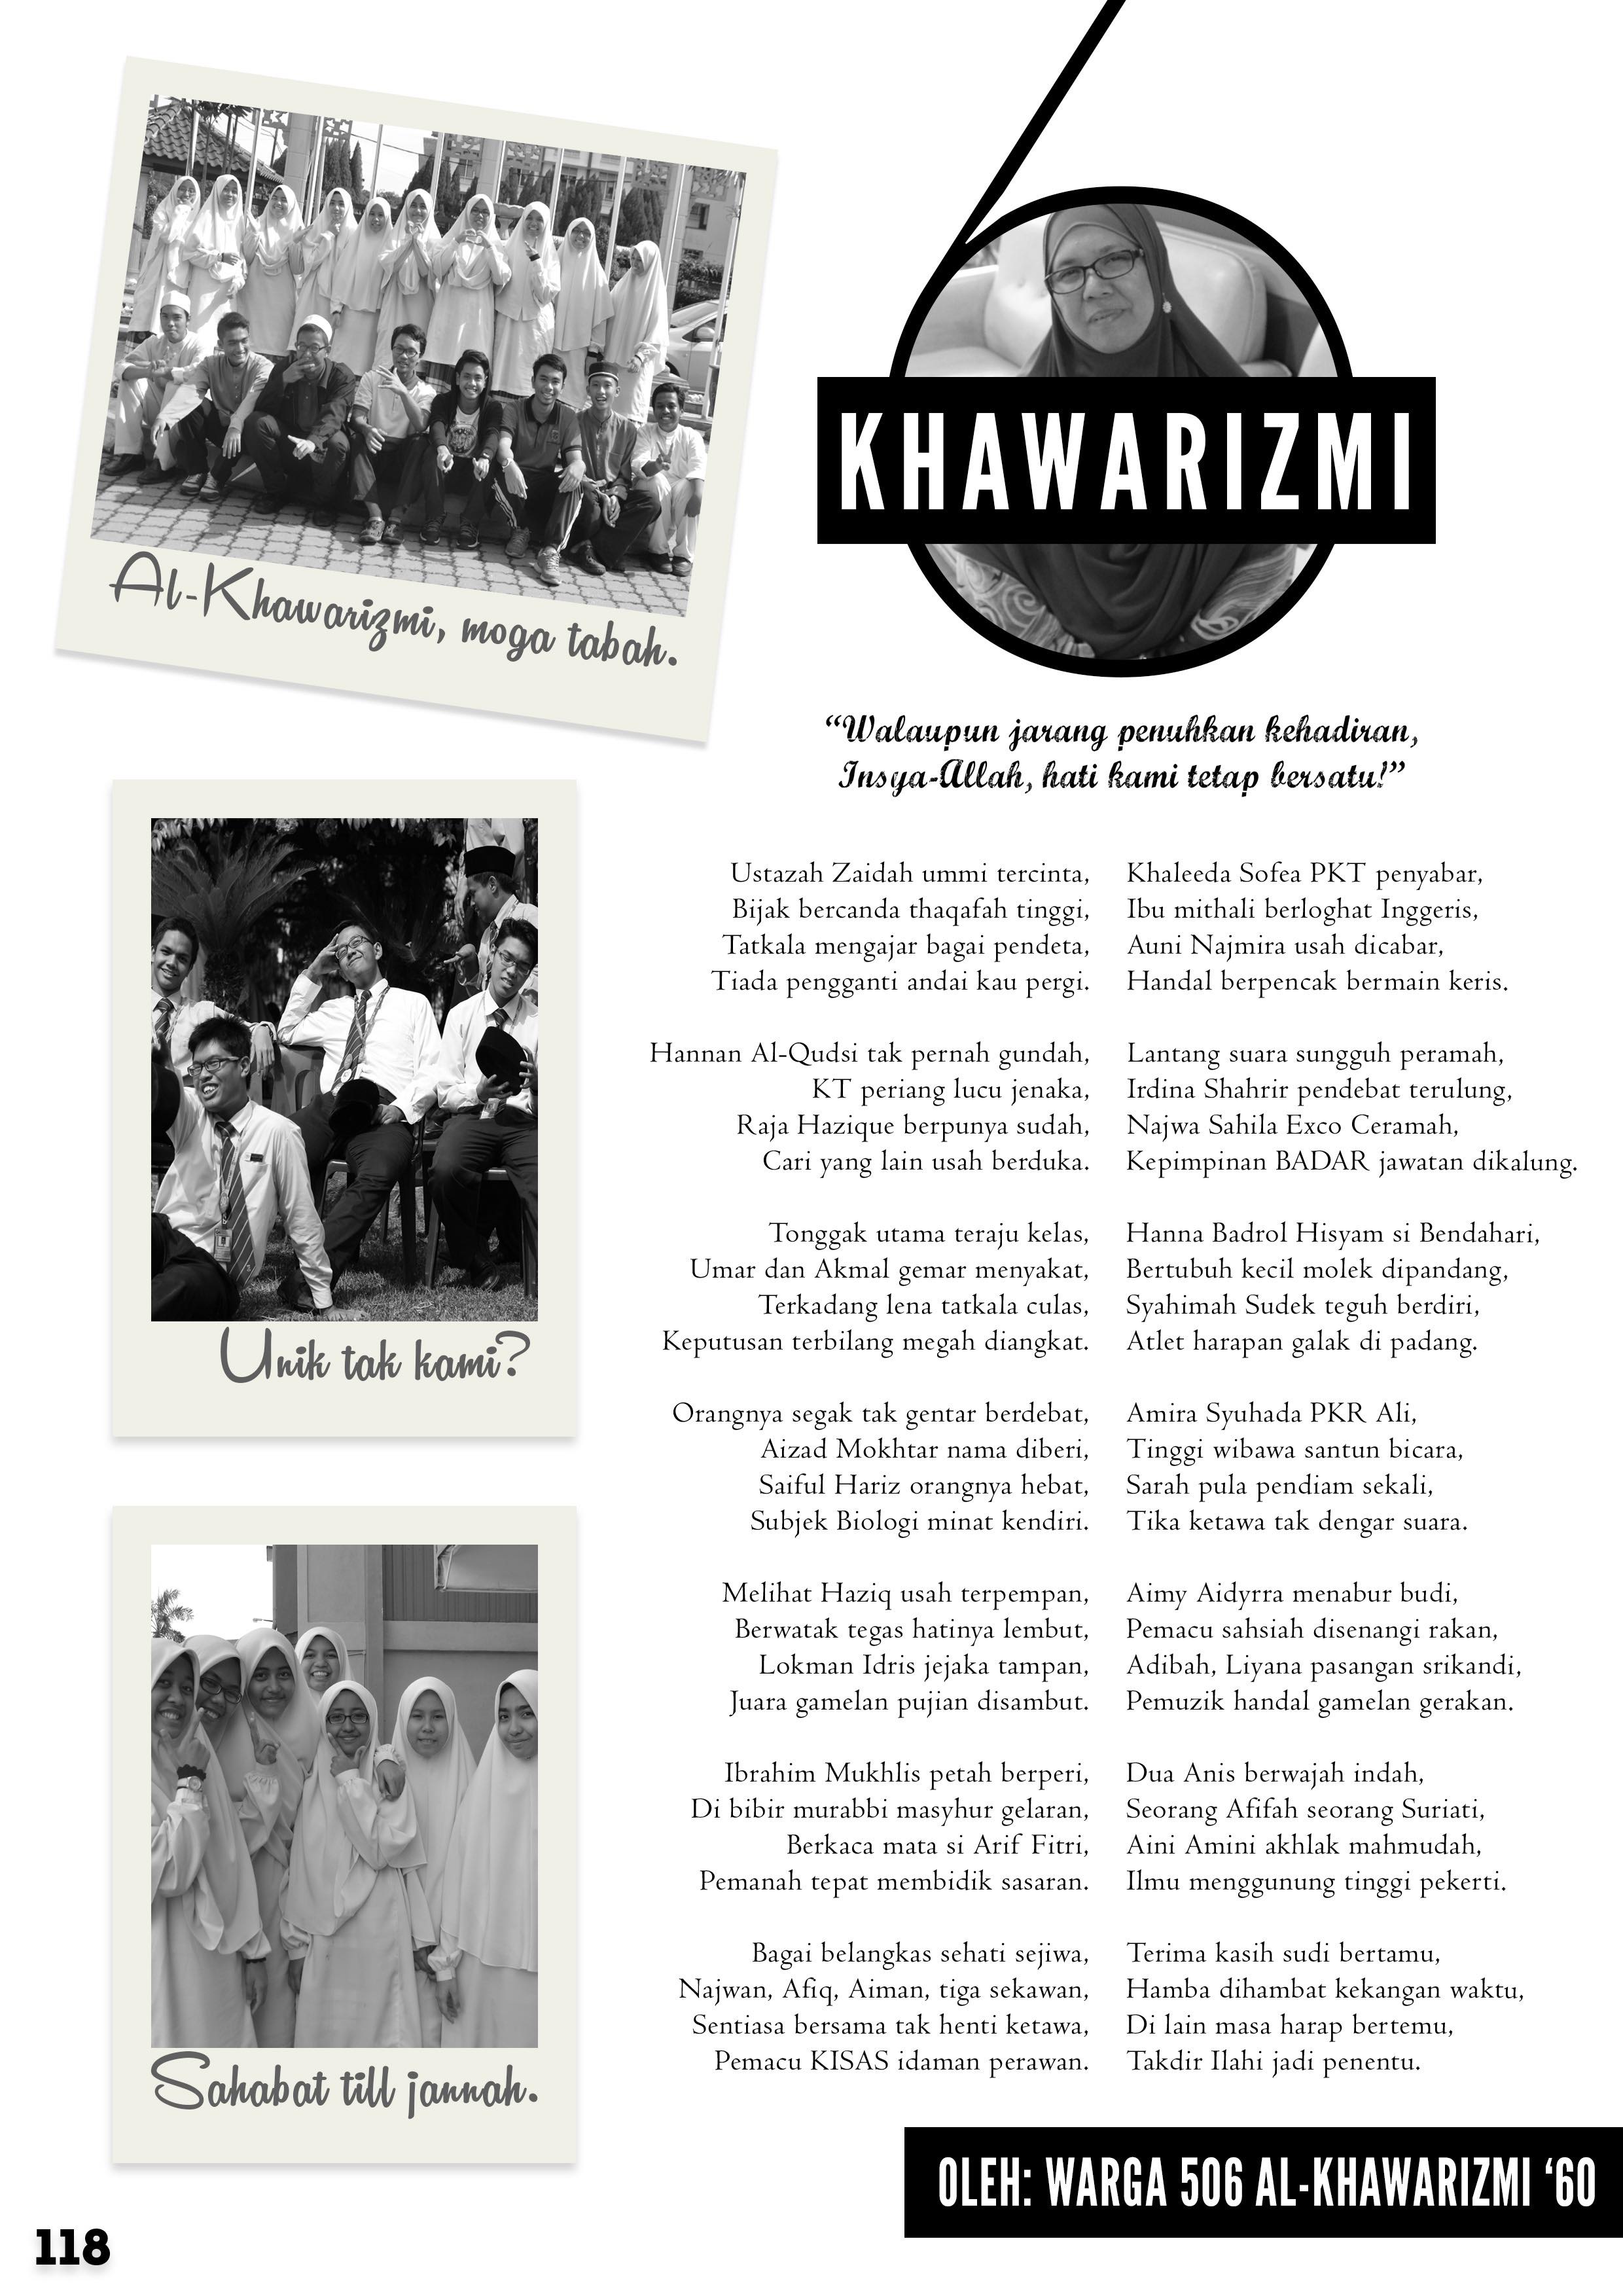 Al-Khawarizmi, moga tabah.
KHAWARIZMI
“Walaupun jarang penuhkan kehadiran,
Insya-Allah, hati kami tetap bersatu!”
Unik tak kami?
Sahabat till jannah.
Ustazah Zaidah ummi tercinta,
Bijak bercanda thaqafah tinggi,
Tatkala mengajar bagai pendeta,
Tiada pengganti andai kau pergi.
Hannan Al-Qudsi tak pernah gundah,
KT periang lucu jenaka,
Raja Hazique berpunya sudah,
Cari yang lain usah berduka.
Tonggak utama teraju kelas,
Umar dan Akmal gemar menyakat,
Terkadang lena tatkala culas,
Keputusan terbilang megah diangkat.
Orangnya segak tak gentar berdebat,
Aizad Mokhtar nama diberi,
Saiful Hariz orangnya hebat,
Subjek Biologi minat kendiri.
Melihat Haziq usah terpempan,
Berwatak tegas hatinya lembut,
Lokman Idris jejaka tampan,
Juara gamelan pujian disambut.
Ibrahim Mukhlis petah berperi,
Di bibir murabbi masyhur gelaran,
Berkaca mata si Arif Fitri,
Pemanah tepat membidik sasaran.
Bagai belangkas sehati sejiwa,
Najwan, Afiq, Aiman, tiga sekawan,
Sentiasa bersama tak henti ketawa,
Pemacu KISAS idaman perawan.
Khaleeda Sofea PKT penyabar,
Ibu mithali berloghat Inggeris,
Auni Najmira usah dicabar,
Handal berpencak bermain keris.
Lantang suara sungguh peramah,
Irdina Shahrir pendebat terulung,
Najwa Sahila Exco Ceramah,
Kepimpinan BADAR jawatan dikalung.
Hanna Badrol Hisyam si Bendahari,
Bertubuh kecil molek dipandang,
Syahimah Sudek teguh berdiri,
Atlet harapan galak di padang.
Amira Syuhada PKR Ali,
Tinggi wibawa santun bicara,
Sarah pula pendiam sekali,
Tika ketawa tak dengar suara.
Aimy Aidyrra menabur budi,
Pemacu sahsiah disenangi rakan,
Adibah, Liyana pasangan srikandi,
Pemuzik handal gamelan gerakan.
Dua Anis berwajah indah,
Seorang Afifah seorang Suriati,
Aini Amini akhlak mahmudah,
Ilmu menggunung tinggi pekerti.
Terima kasih sudi bertamu,
Hamba dihambat kekangan waktu,
Di lain masa harap bertemu,
Takdir Ilahi jadi penentu.
OLEH: WARGA 506 AL-KHAWARIZMI ‘60
118